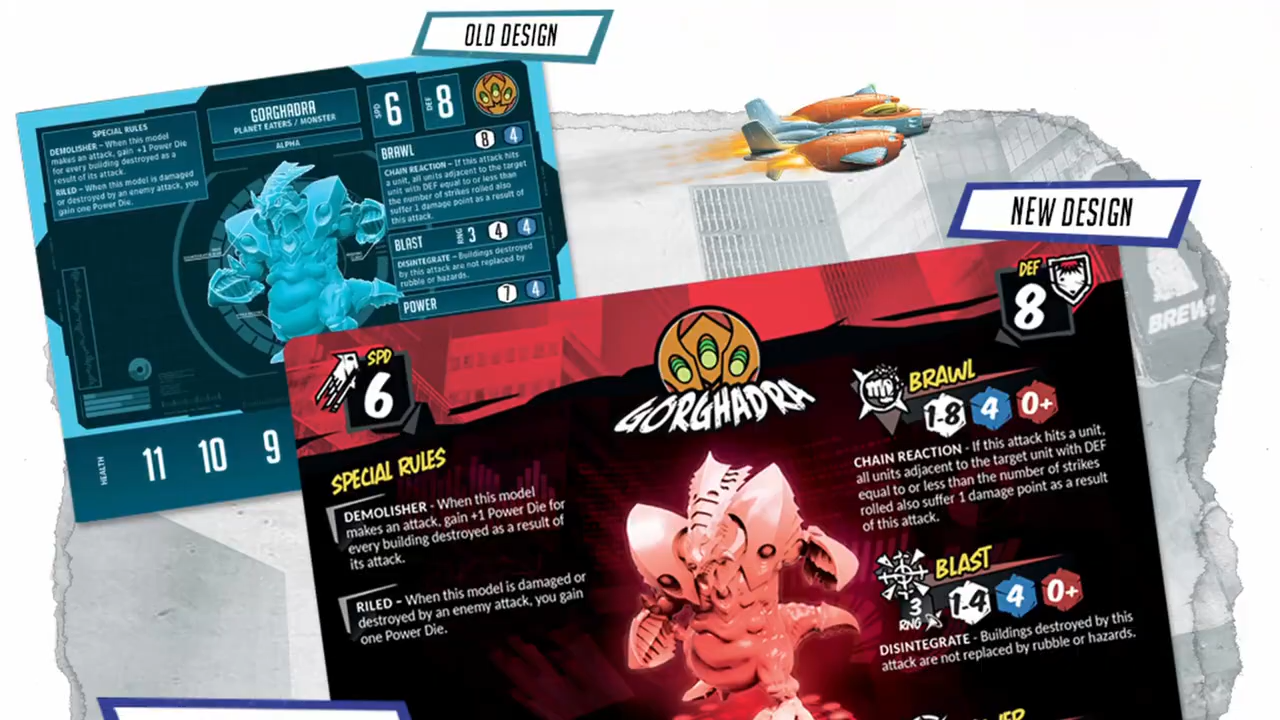 OLD DESIGN
GORGHADRA
PLANET EATERS / MONSTER
ALPHA
SPD
6
DEF
8
SPECIAL RULES
DEMOLISHER – When this model
makes an attack, gain +1 Power Die
for every building destroyed as a
result of its attack.
RILED – When this model is damaged
or destroyed by an enemy attack, you
gain one Power Die.
BRAWL
8 4
CHAIN REACTION – If this attack hits
a unit, all units adjacent to the target
unit with DEF equal to or less than
the number of strikes rolled also
suffer 1 damage point as a result of
this attack.
BLAST
RNG 3 4 4
DISINTEGRATE – Buildings destroyed
by this attack are not replaced by
rubble or hazards.
POWER
7 4
HEALTH
11 10 9
NEW DESIGN
BREW
SPD
6
GORGHADRA
DEF
8
SPECIAL RULES
DEMOLISHER - When this model
makes an attack, gain +1 Power Die for
every building destroyed as a result of
its attack.
RILED – When this model is damaged or
destroyed by an enemy attack, you gain
one Power Die.
BRAWL
1-8 4 0+
CHAIN REACTION - If this attack hits a unit,
all units adjacent to the target unit with DEF
equal to or less than the number of strikes
rolled also suffer 1 damage point as a result
of this attack.
BLAST
3
RNG
1-4 4 0+
DISINTEGRATE - Buildings destroyed by this
attack are not replaced by rubble or hazards.